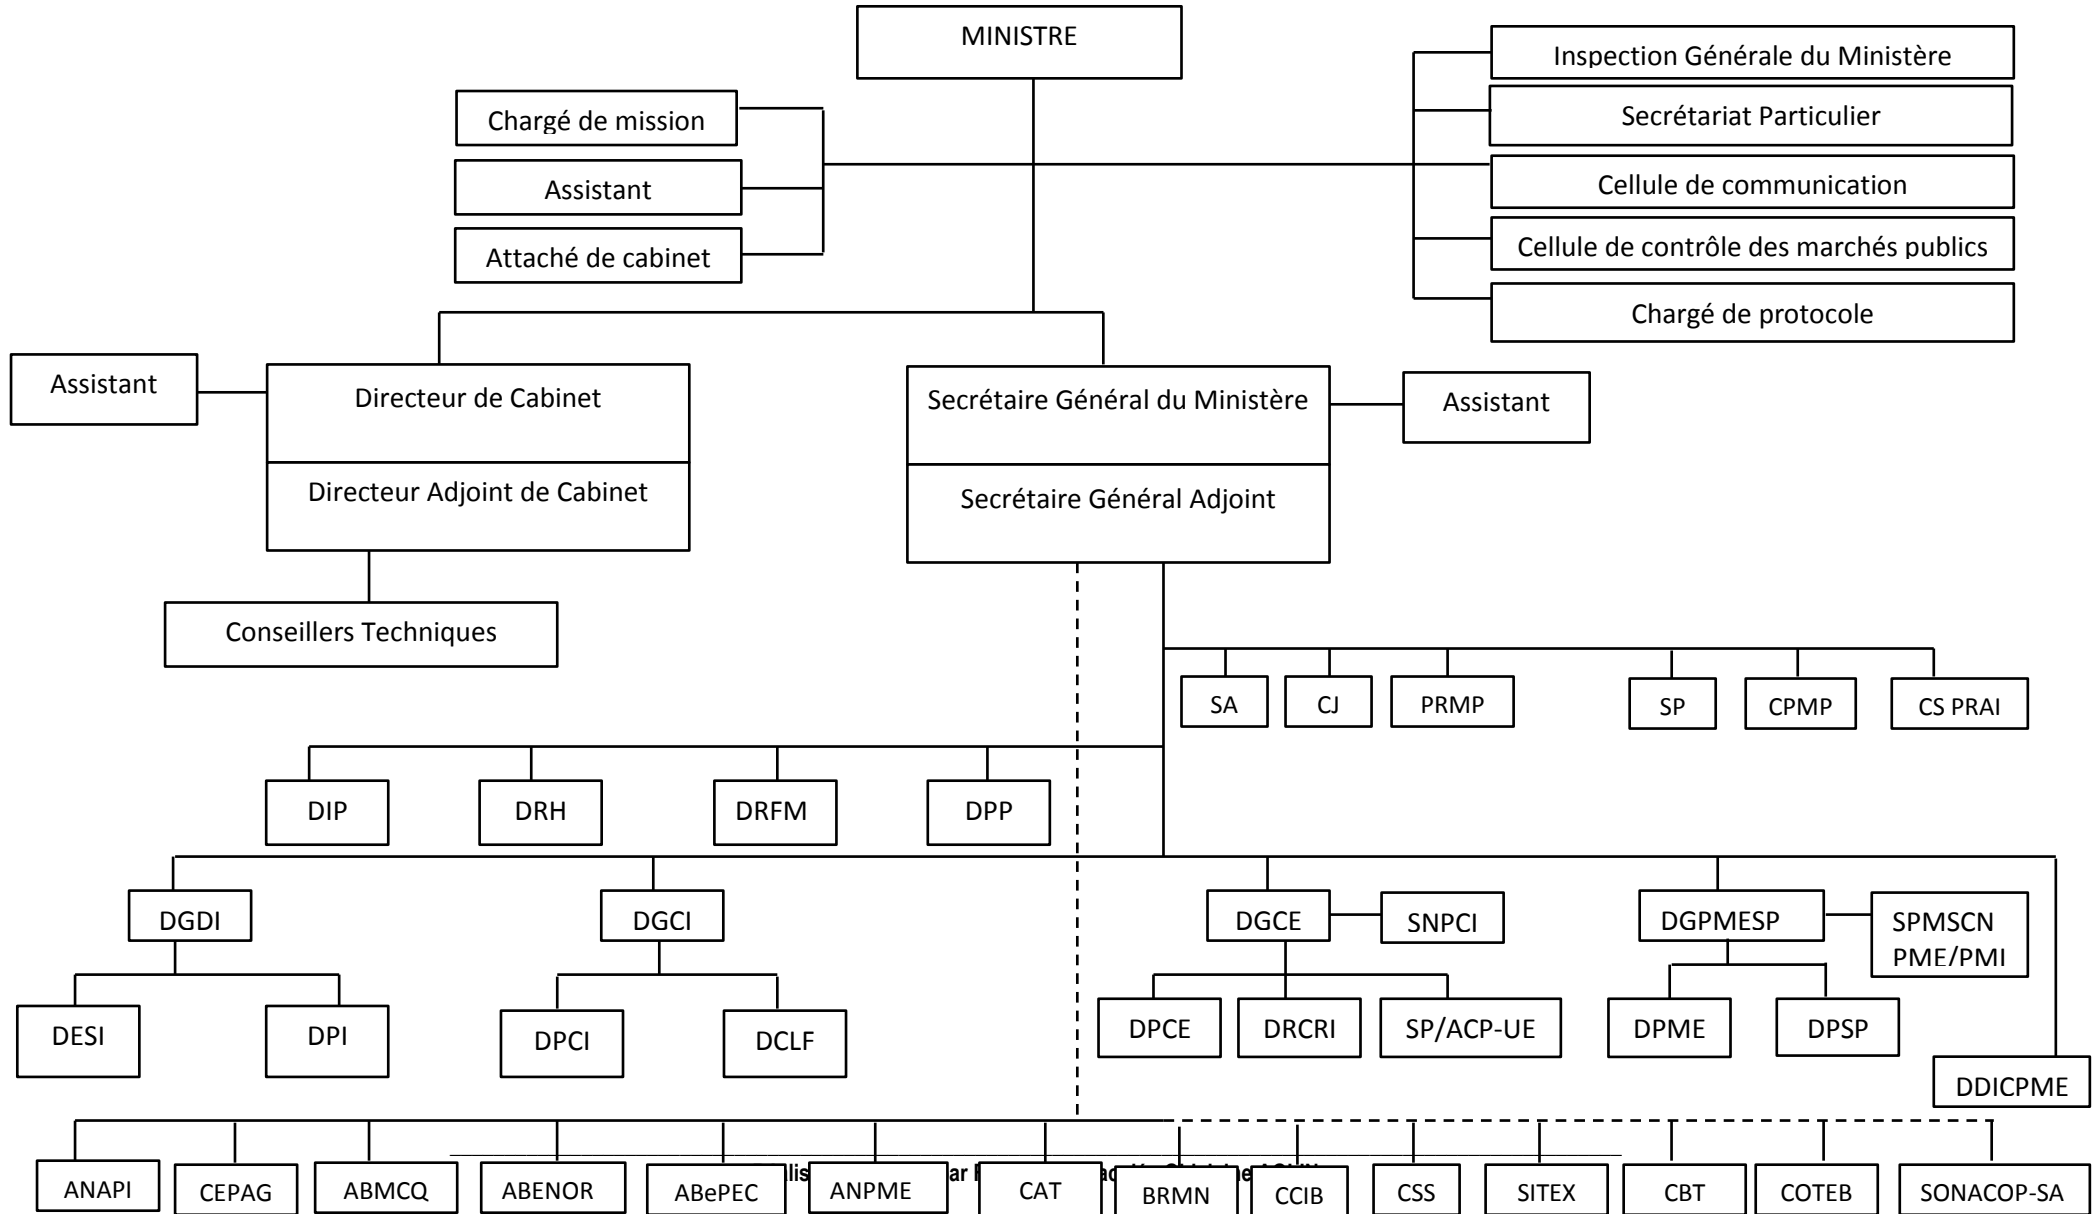 MINISTRE
Chargé de mission
Assistant
Attaché de cabinet
Inspection Générale du Ministère
Secrétariat Particulier
Cellule de communication
Cellule de contrôle des marchés publics
Chargé de protocole
Assistant
Directeur de Cabinet
Directeur Adjoint de Cabinet
Conseillers Techniques
Secrétaire Général du Ministère
Secrétaire Général Adjoint
Assistant
SA
CJ
PRMP
SP
CPMP
CS PRAI
DIP
DRH
DRFM
DPP
DGDI
DGCI
DGCE
SNPCI
DGPMESP
SPMSCN
PME/PMI
DESI
DPI
DPCI
DCLF
DPCE
DRCRI
SP/ACP-UE
DPME
DPSP
DDICPME
ANAPI
CEPAG
ABMCQ
ABENOR
ABePEC
ANPME
CAT
BRMN
CCIB
CSS
SITEX
CBT
COTEB
SONACOP-SA